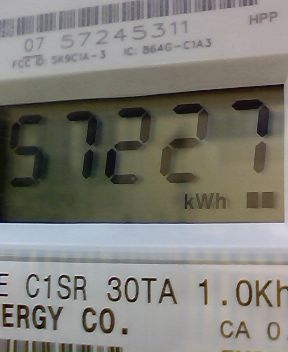 HPP
07 57245311
FCC ID: SK9C1A-3 IC: 864G-C1A3
57227
kWh
E C1SR 30TA 1.0Kh
ERGY CO.
CA 0.